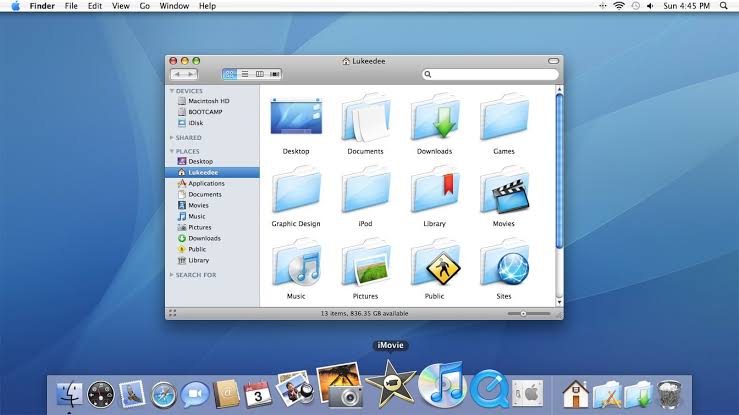 Finder File Edit View Go Window Help Sun 4:45 PM
Lukeedee
DEVICES
Macintosh HD
BOOTCAMP
iDisk
SHARED
PLACES
Desktop
Lukeedee
Applications
Documents
Movies
Music
Pictures
Downloads
Public
Library
SEARCH FOR
Desktop Documents Downloads Games
Graphic Design iPod Library Movies
Music Pictures Public Sites
13 items, 836.35 GB available
iMovie
3